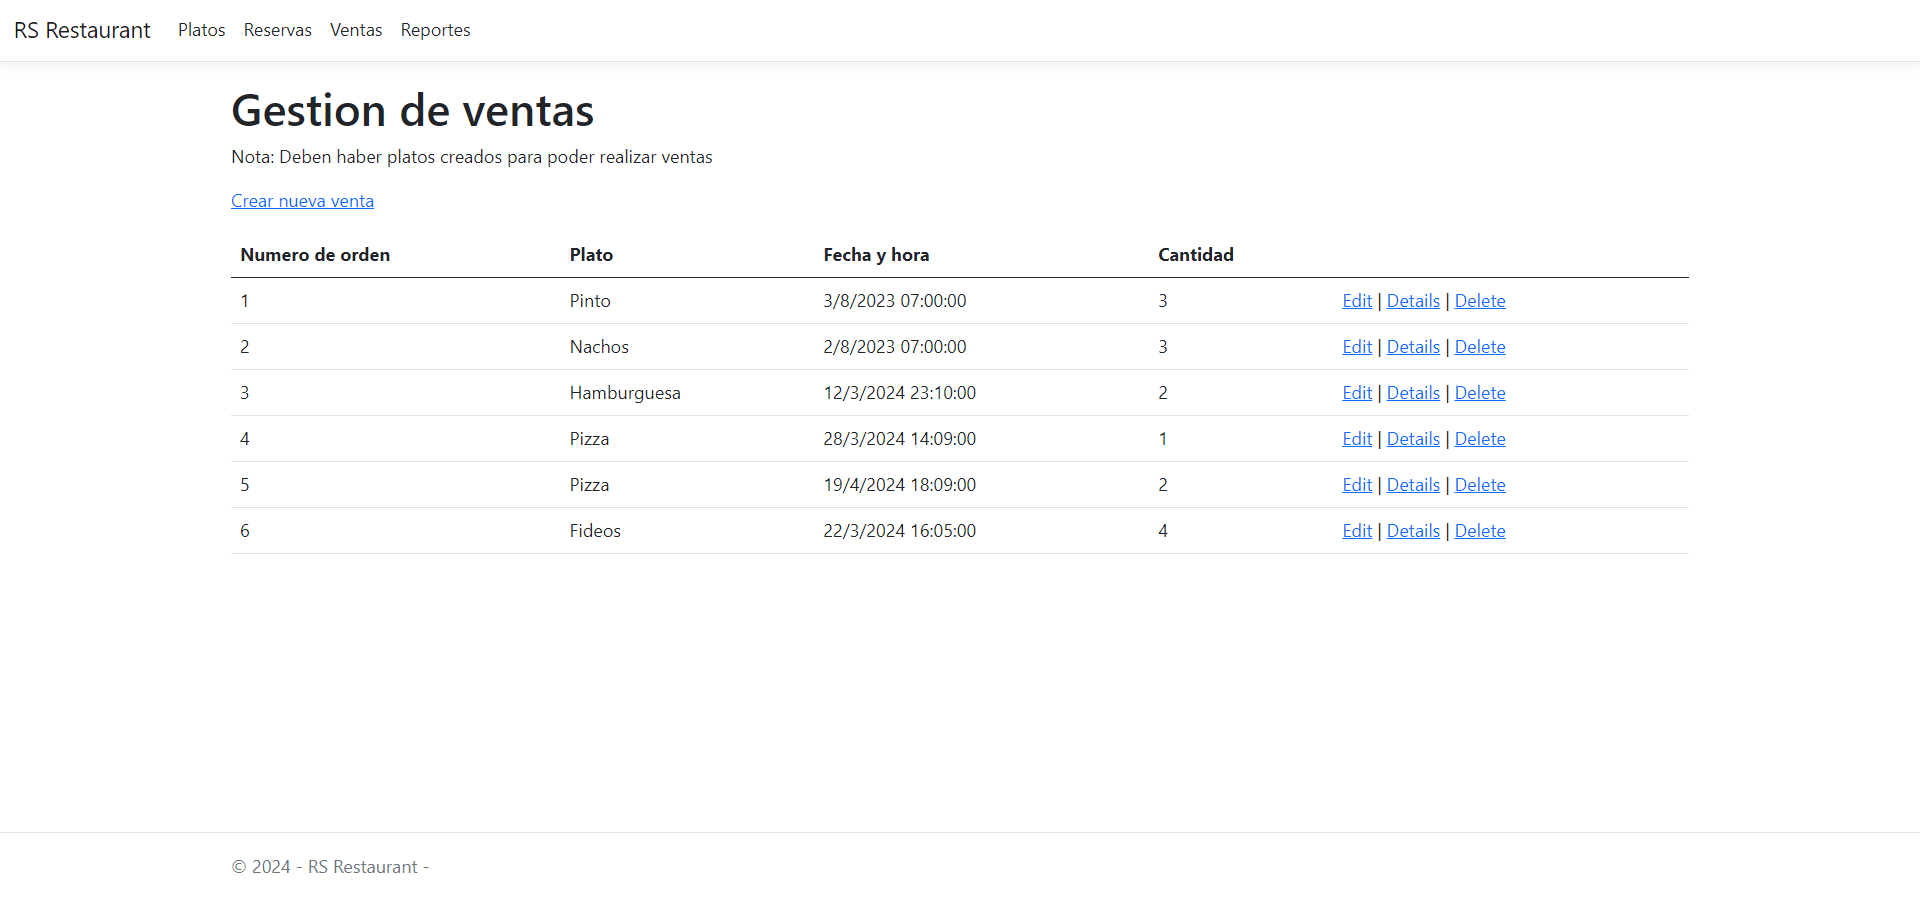 RS Restaurant Platos Reservas Ventas Reportes
Gestion de ventas
Nota: Deben haber platos creados para poder realizar ventas
Crear nueva venta
Numero de orden Plato Fecha y hora Cantidad
1 Pinto 3/8/2023 07:00:00 3 Edit | Details | Delete
2 Nachos 2/8/2023 07:00:00 3 Edit | Details | Delete
3 Hamburguesa 12/3/2024 23:10:00 2 Edit | Details | Delete
4 Pizza 28/3/2024 14:09:00 1 Edit | Details | Delete
5 Pizza 19/4/2024 18:09:00 2 Edit | Details | Delete
6 Fideos 22/3/2024 16:05:00 4 Edit | Details | Delete
© 2024 - RS Restaurant -